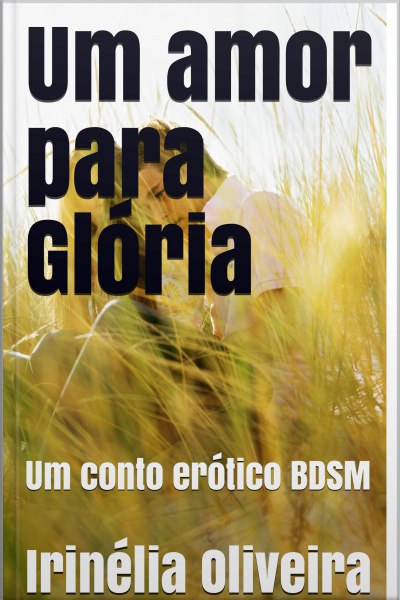 Um amor
para
Glória
Um conto erótico BDSM
Irinélia Oliveira